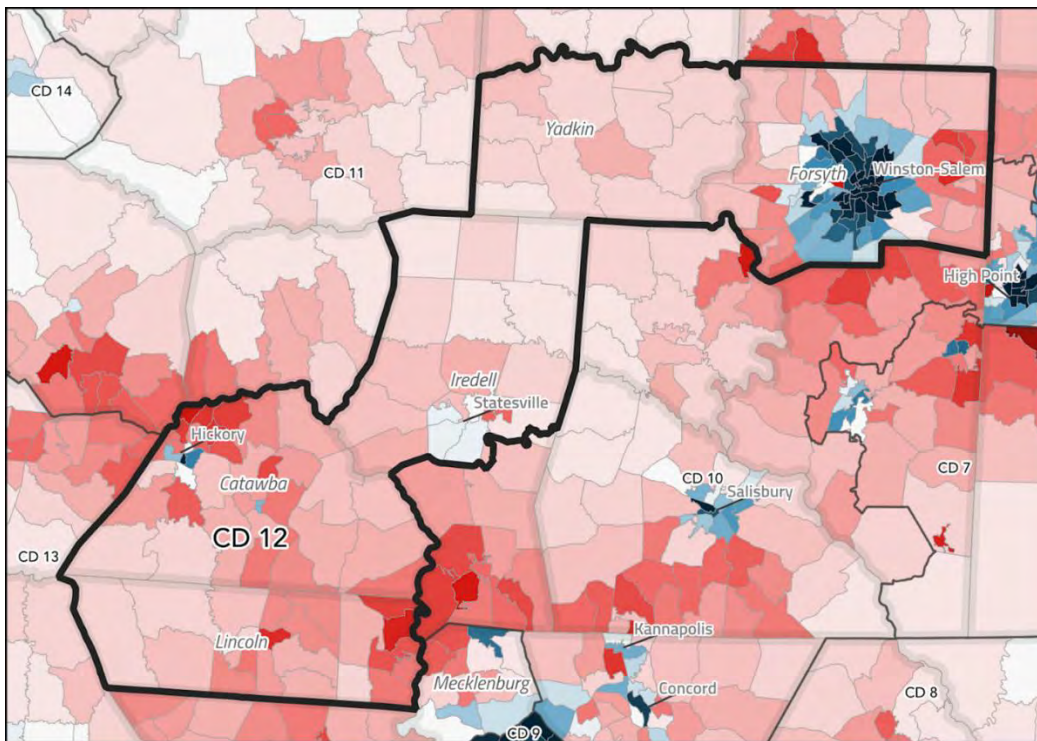 CD 14
Yadkin
CD 11
Forsyth
Winston-Salem
High Point
Iredell
Statesville
Hickory
Catawba
CD 10
Salisbury
CD 7
CD 12
CD 13
Lincoln
Kannapolis
Mecklenburg
Concord
CD 8
CD 9